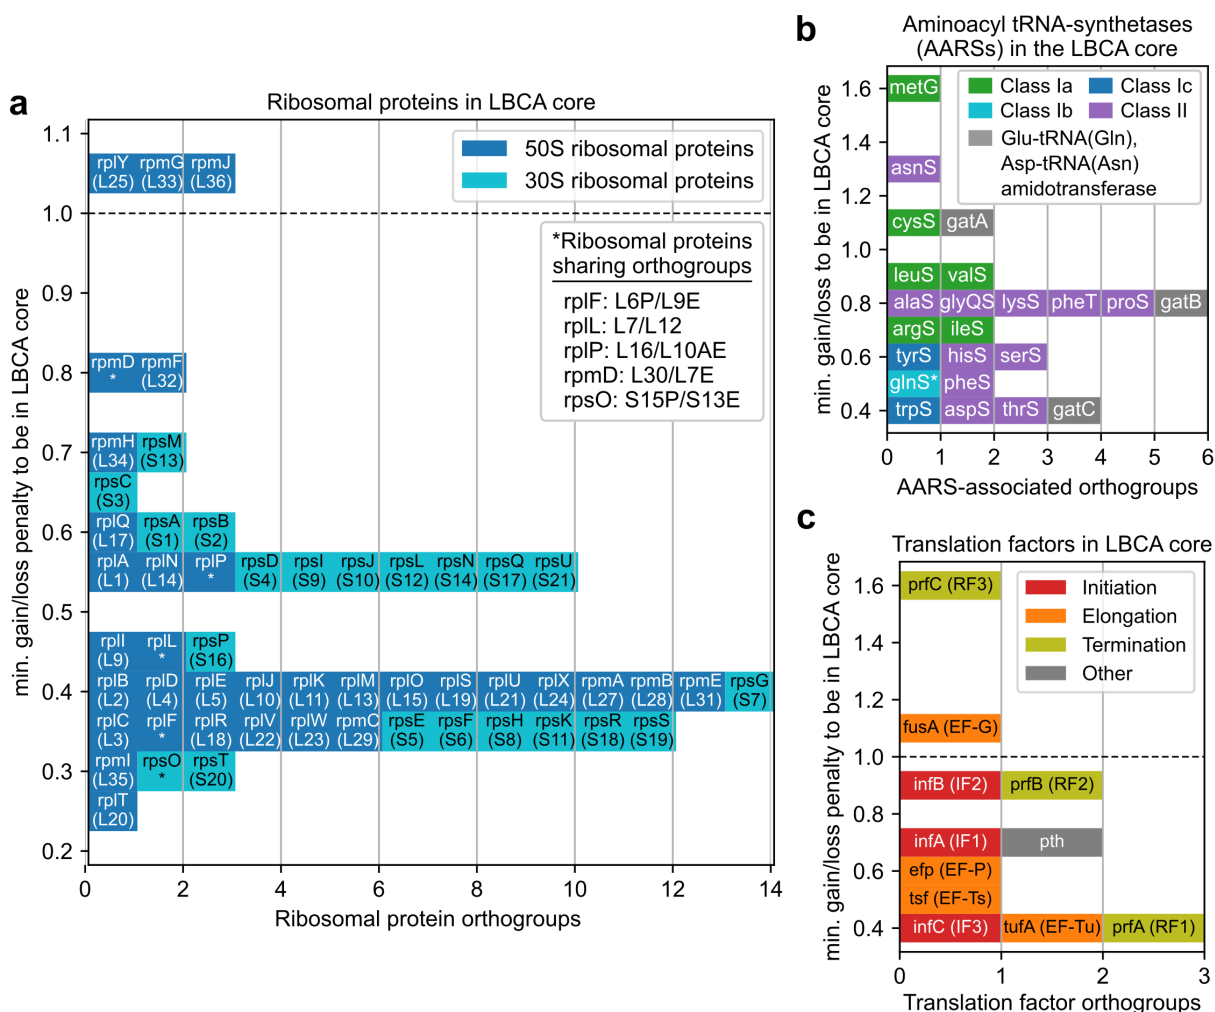 a
Ribosomal proteins in LBCA core
min. gain/loss penalty to be in LBCA core
1.1
1.0
0.9
0.8
0.7
0.6
0.5
0.4
0.3
0.2
50S ribosomal proteins
30S ribosomal proteins
*Ribosomal proteins
sharing orthogroups
rplF: L6P/L9E
rplL: L7/L12
rplP: L16/L10AE
rpmD: L30/L7E
rpsO: S15P/S13E
rplY rpmG rpmJ
(L25) (L33) (L36)
rpmD rpmF
* (L32)
rpmH rpsM
(L34) (S13)
rpsC
(S3)
rplQ rpsA rpsB
(L17) (S1) (S2)
rplA rplN rplP rpsD rpsI rpsJ rpsL rpsN rpsQ rpsU
(L1) (L14) * (S4) (S9) (S10) (S12) (S14) (S17) (S21)
rplI rplL rpsP
(L9) * (S16)
rplB rplD rplE rplJ rplK rplM rplO rplS rplU rplX rpmA rpmB rpmE rpsG
(L2) (L4) (L5) (L10) (L11) (L13) (L15) (L19) (L21) (L24) (L27) (L28) (L31) (S7)
rplC rplF rplR rplV rplW rpmC rpsE rpsF rpsH rpsK rpsR rpsS
(L3) * (L18) (L22) (L23) (L29) (S5) (S6) (S8) (S11) (S18) (S19)
rpmI rpsO rpsT
(L35) * (S20)
rplT
(L20)
0 2 4 6 8 10 12 14
Ribosomal protein orthogroups
b
Aminoacyl tRNA-synthetases
(AARSs) in the LBCA core
min. gain/loss to be in LBCA core
1.6
1.4
1.2
1.0
0.8
0.6
0.4
Class Ia Class Ic
Class Ib Class II
Glu-tRNA(Gln),
Asp-tRNA(Asn)
amidotransferase
metG
asnS
cysS gatA
leuS valS
alaS glyQS lysS pheT proS gatB
argS ileS
tyrS hisS serS
glnS* pheS
trpS aspS thrS gatC
0 1 2 3 4 5 6
AARS-associated orthogroups
c
Translation factors in LBCA core
min. gain/loss penalty to be in LBCA core
1.6
1.4
1.2
1.0
0.8
0.6
0.4
Initiation
Elongation
Termination
Other
prfC (RF3)
fusA (EF-G)
infB (IF2) prfB (RF2)
infA (IF1) pth
efp (EF-P)
tsf (EF-Ts)
infC (IF3) tufA (EF-Tu) prfA (RF1)
0 1 2 3
Translation factor orthogroups